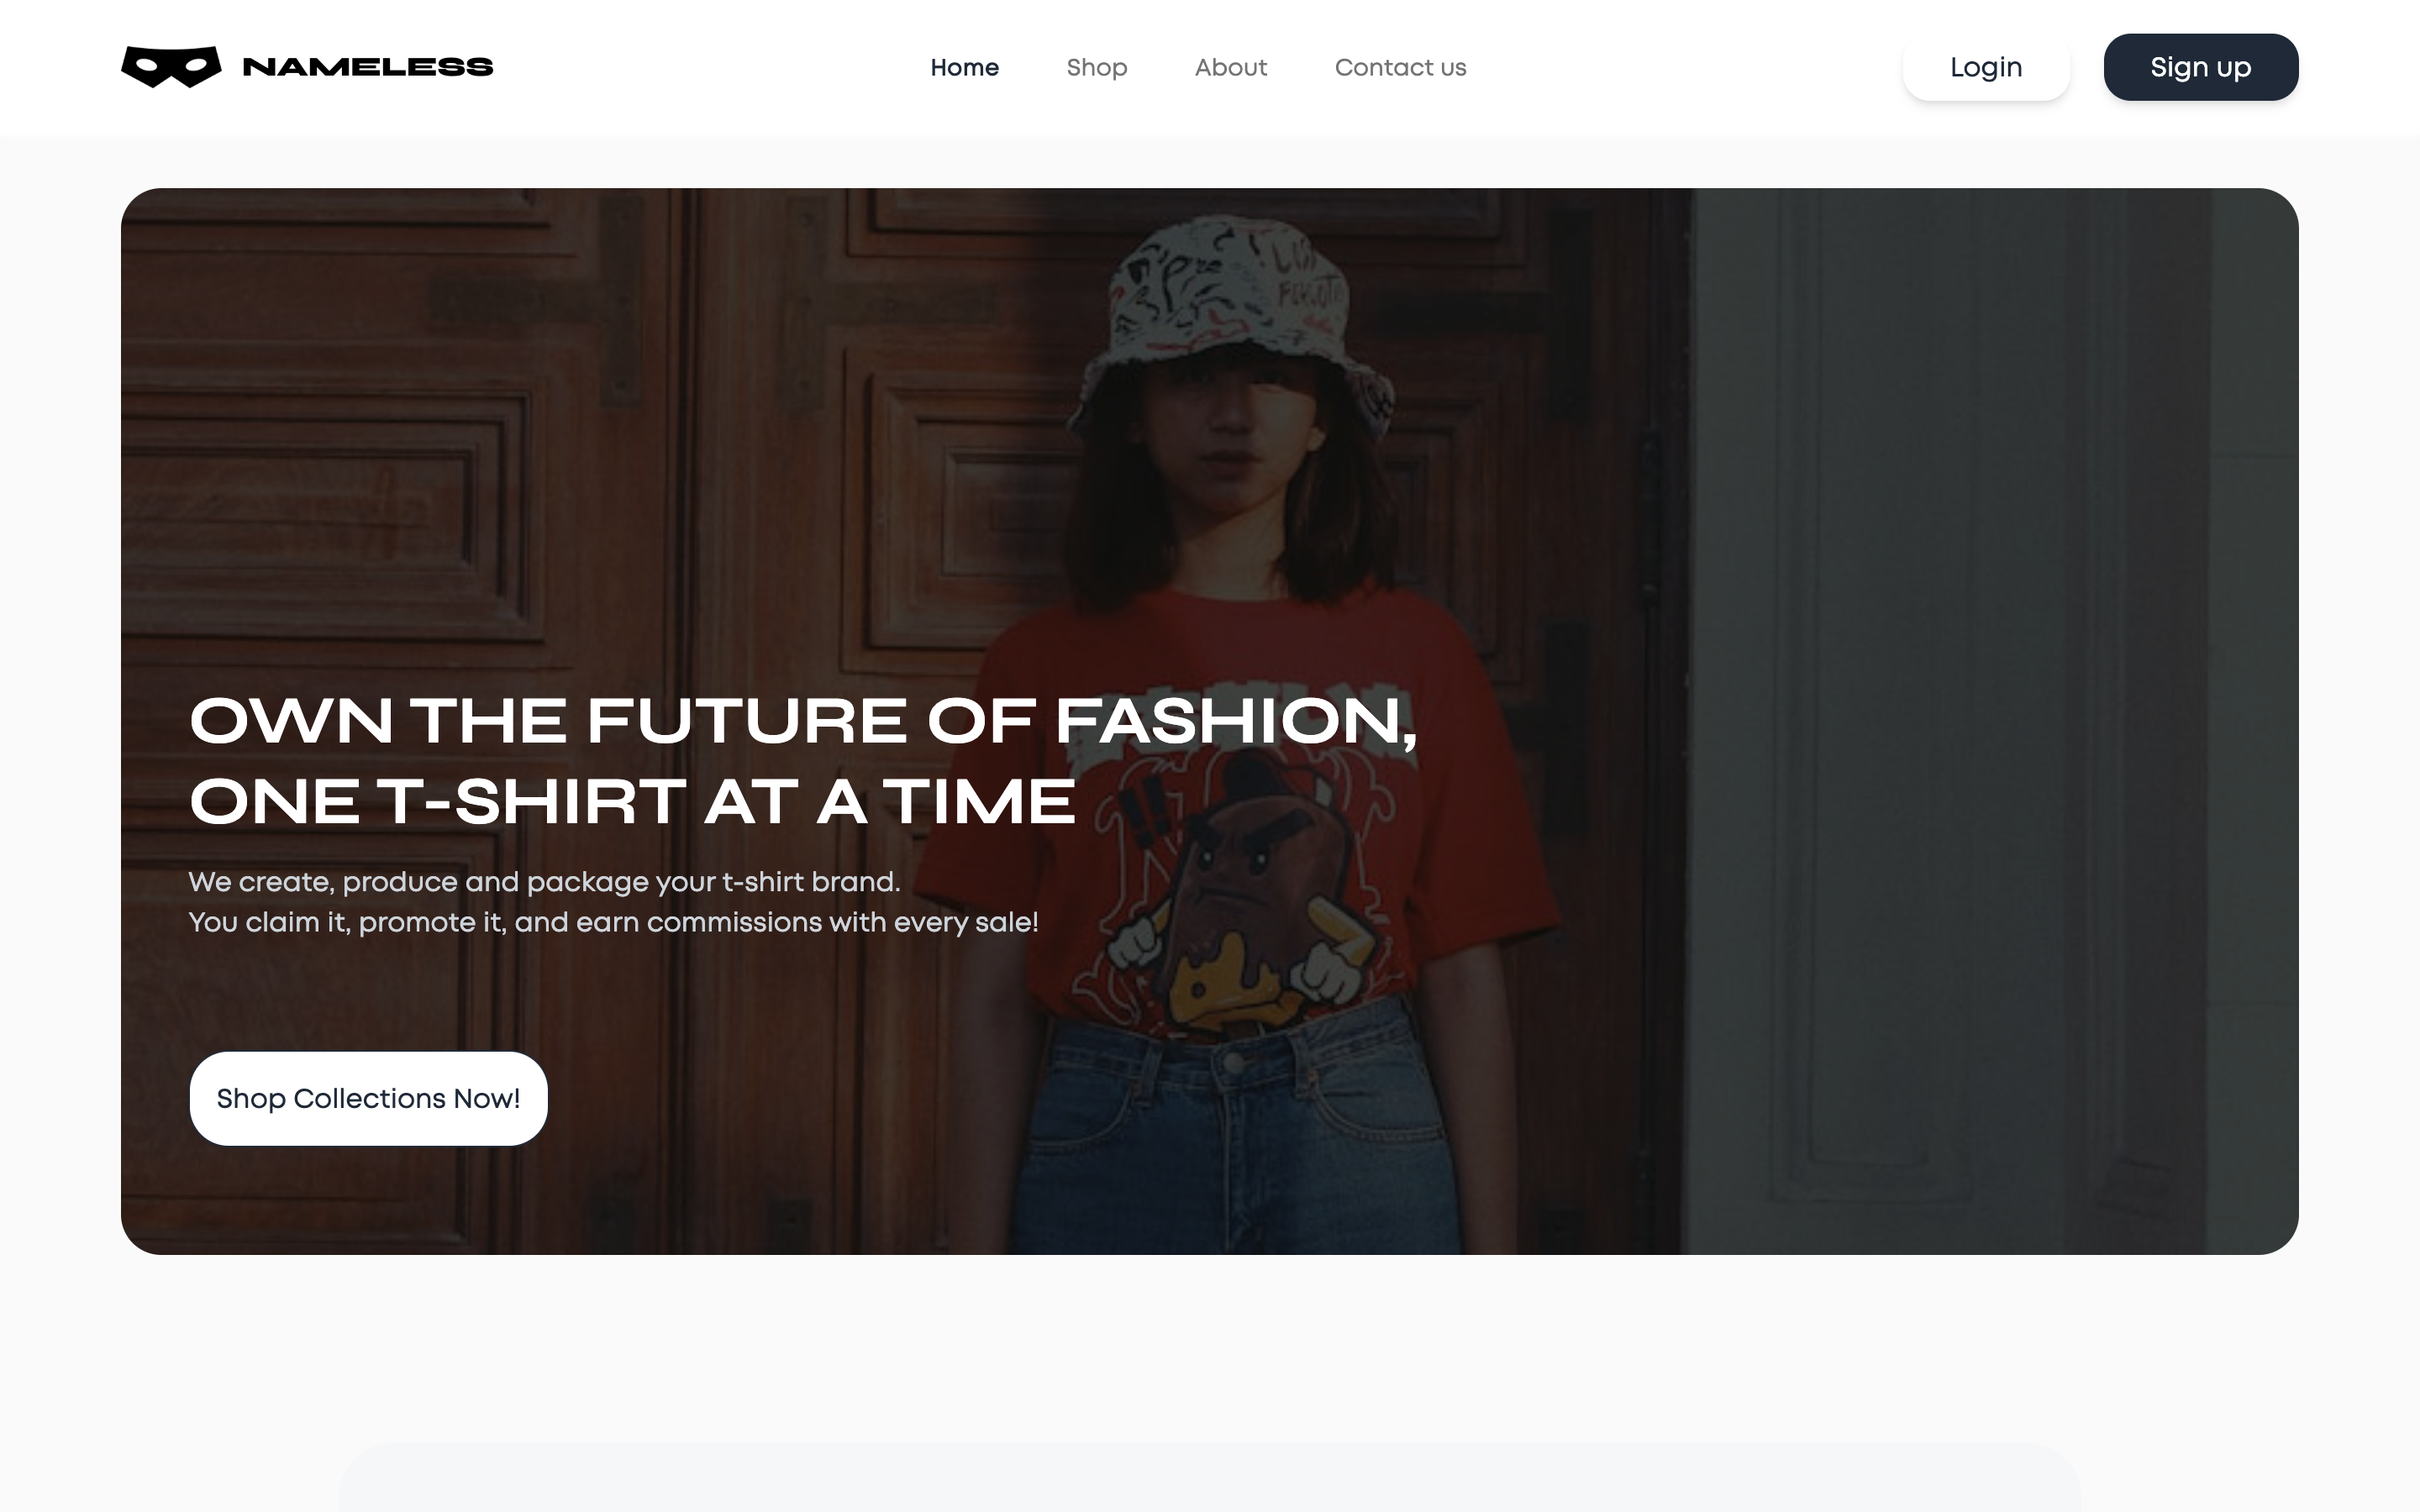 NAMELESS
Home
Shop
About
Contact us
Login
Sign up
OWN THE FUTURE OF FASHION,
ONE T-SHIRT AT A TIME
We create, produce and package your t-shirt brand.
You claim it, promote it, and earn commissions with every sale!
Shop Collections Now!